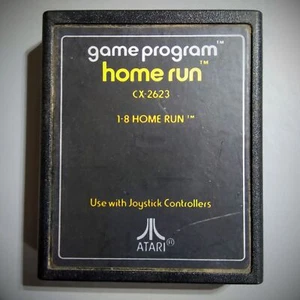 game program™
home run™
CX-2623
1-8 HOME RUN™
Use with Joystick Controllers
ATARI®